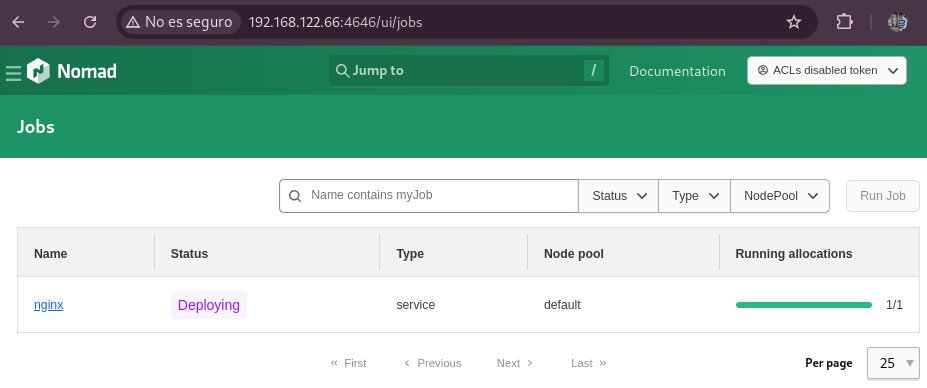 No es seguro 192.168.122.66:4646/ui/jobs
Nomad Jump to / Documentation ACLs disabled token
Jobs
Name contains myJob Status Type NodePool Run Job
Name Status Type Node pool Running allocations
nginx Deploying service default 1/1
« First ‹ Previous Next › Last » Per page 25